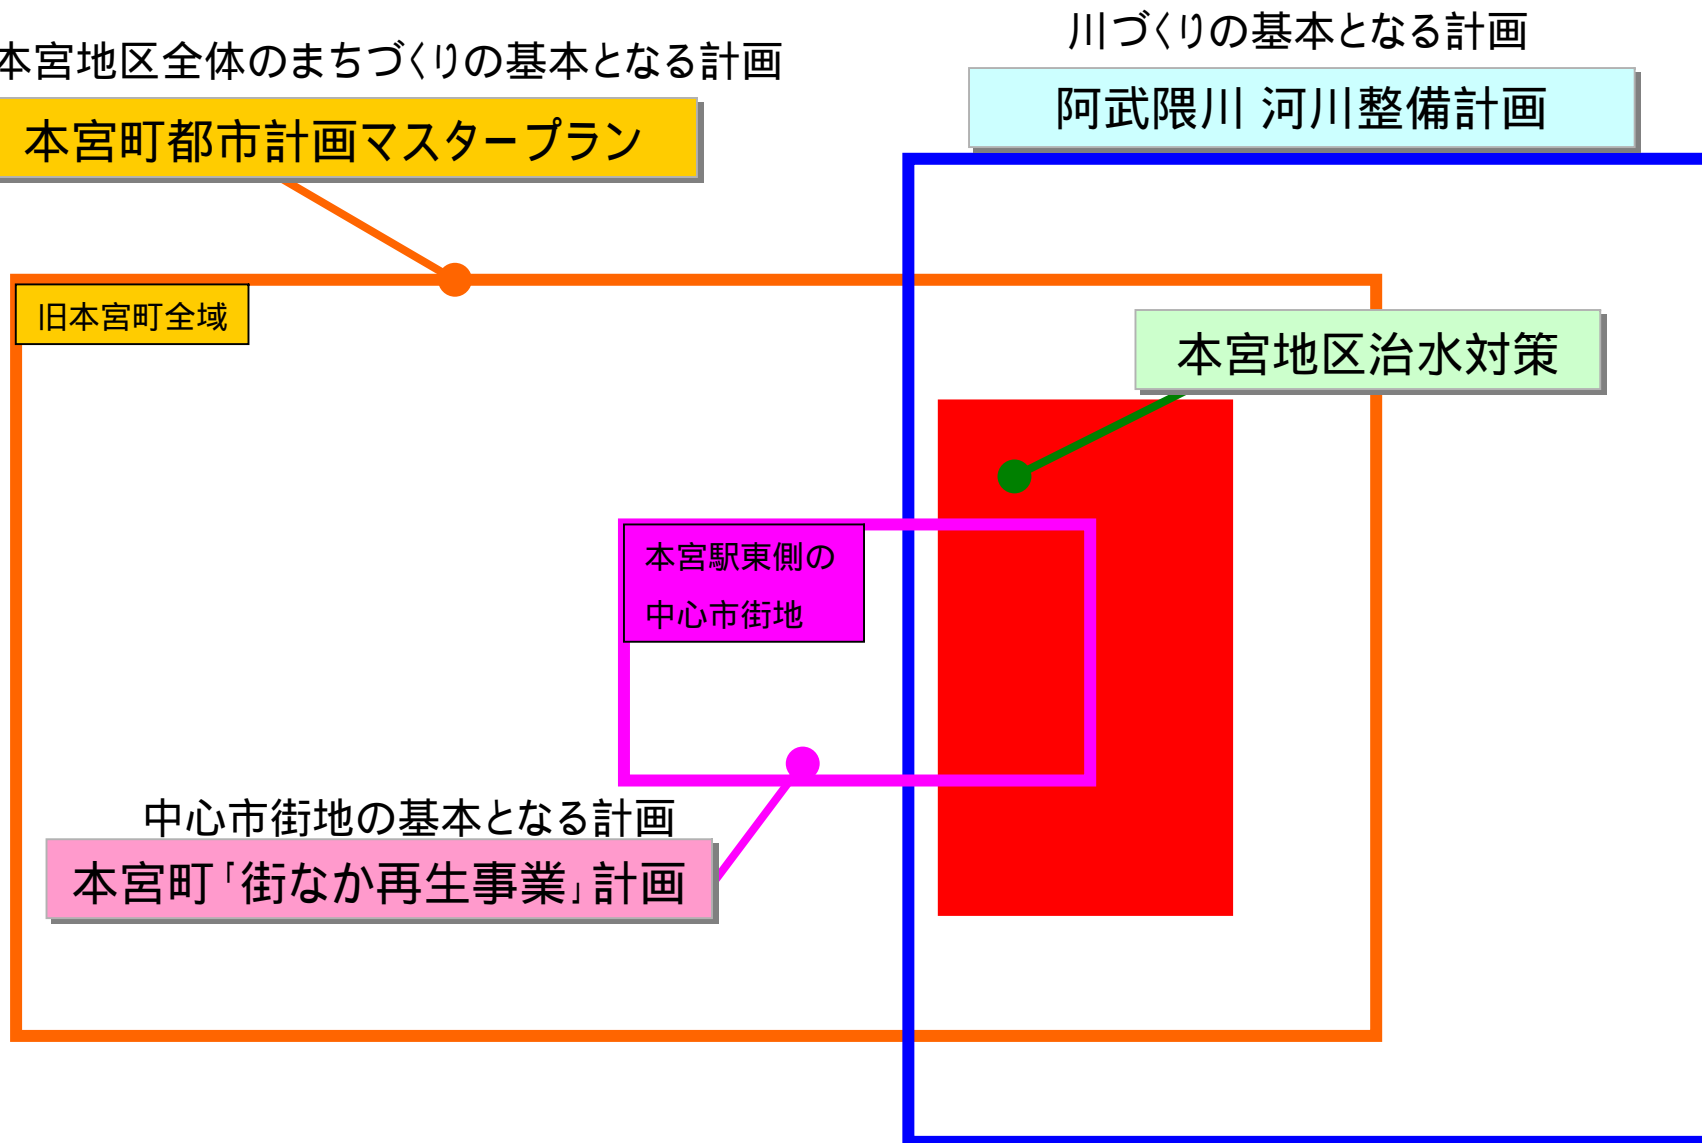 本宮地区全体のまちづくりの基本となる計画
本宮町都市計画マスタープラン
川づくりの基本となる計画
阿武隈川 河川整備計画
旧本宮町全域
本宮地区治水対策
本宮駅東側の
中心市街地
中心市街地の基本となる計画
本宮町「街なか再生事業」計画